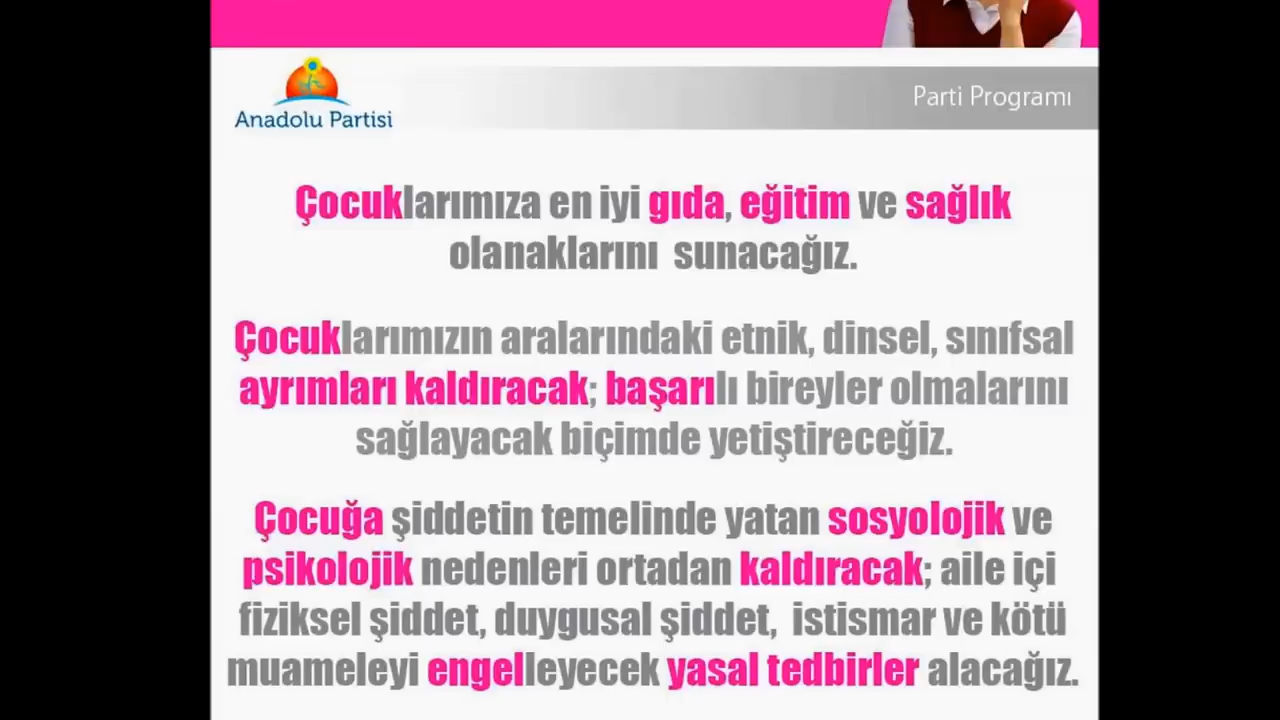 Anadolu Partisi
Parti Programı
Çocuklarımıza en iyi gıda, eğitim ve sağlık
olanaklarını sunacağız.
Çocuklarımızın aralarındaki etnik, dinsel, sınıfsal
ayrımları kaldıracak; başarılı bireyler olmalarını
sağlayacak biçimde yetiştireceğiz.
Çocuğa şiddetin temelinde yatan sosyolojik ve
psikolojik nedenleri ortadan kaldıracak; aile içi
fiziksel şiddet, duygusal şiddet, istismar ve kötü
muameleyi engelleyecek yasal tedbirler alacağız.